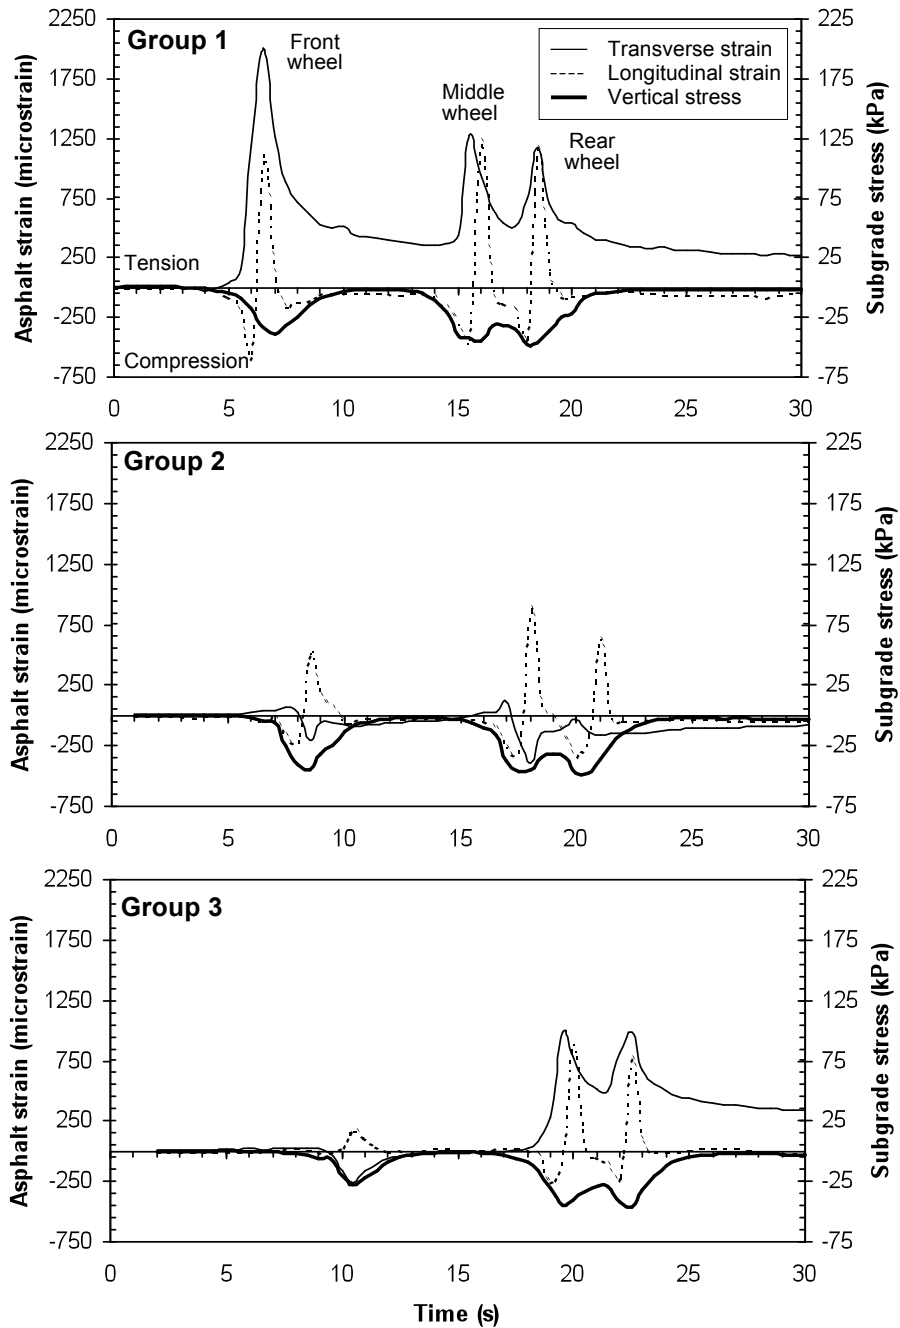 Group 1
Front
wheel
Middle
wheel
Rear
wheel
Transverse strain
Longitudinal strain
Vertical stress
Tension
Compression
Asphalt strain (microstrain)
2250
1750
1250
750
250
-250
-750
Subgrade stress (kPa)
225
175
125
75
25
-25
-75
0 5 10 15 20 25 30
Group 2
Asphalt strain (microstrain)
2250
1750
1250
750
250
-250
-750
Subgrade stress (kPa)
225
175
125
75
25
-25
-75
0 5 10 15 20 25 30
Group 3
Asphalt strain (microstrain)
2250
1750
1250
750
250
-250
-750
Subgrade stress (kPa)
225
175
125
75
25
-25
-75
0 5 10 15 20 25 30
Time (s)